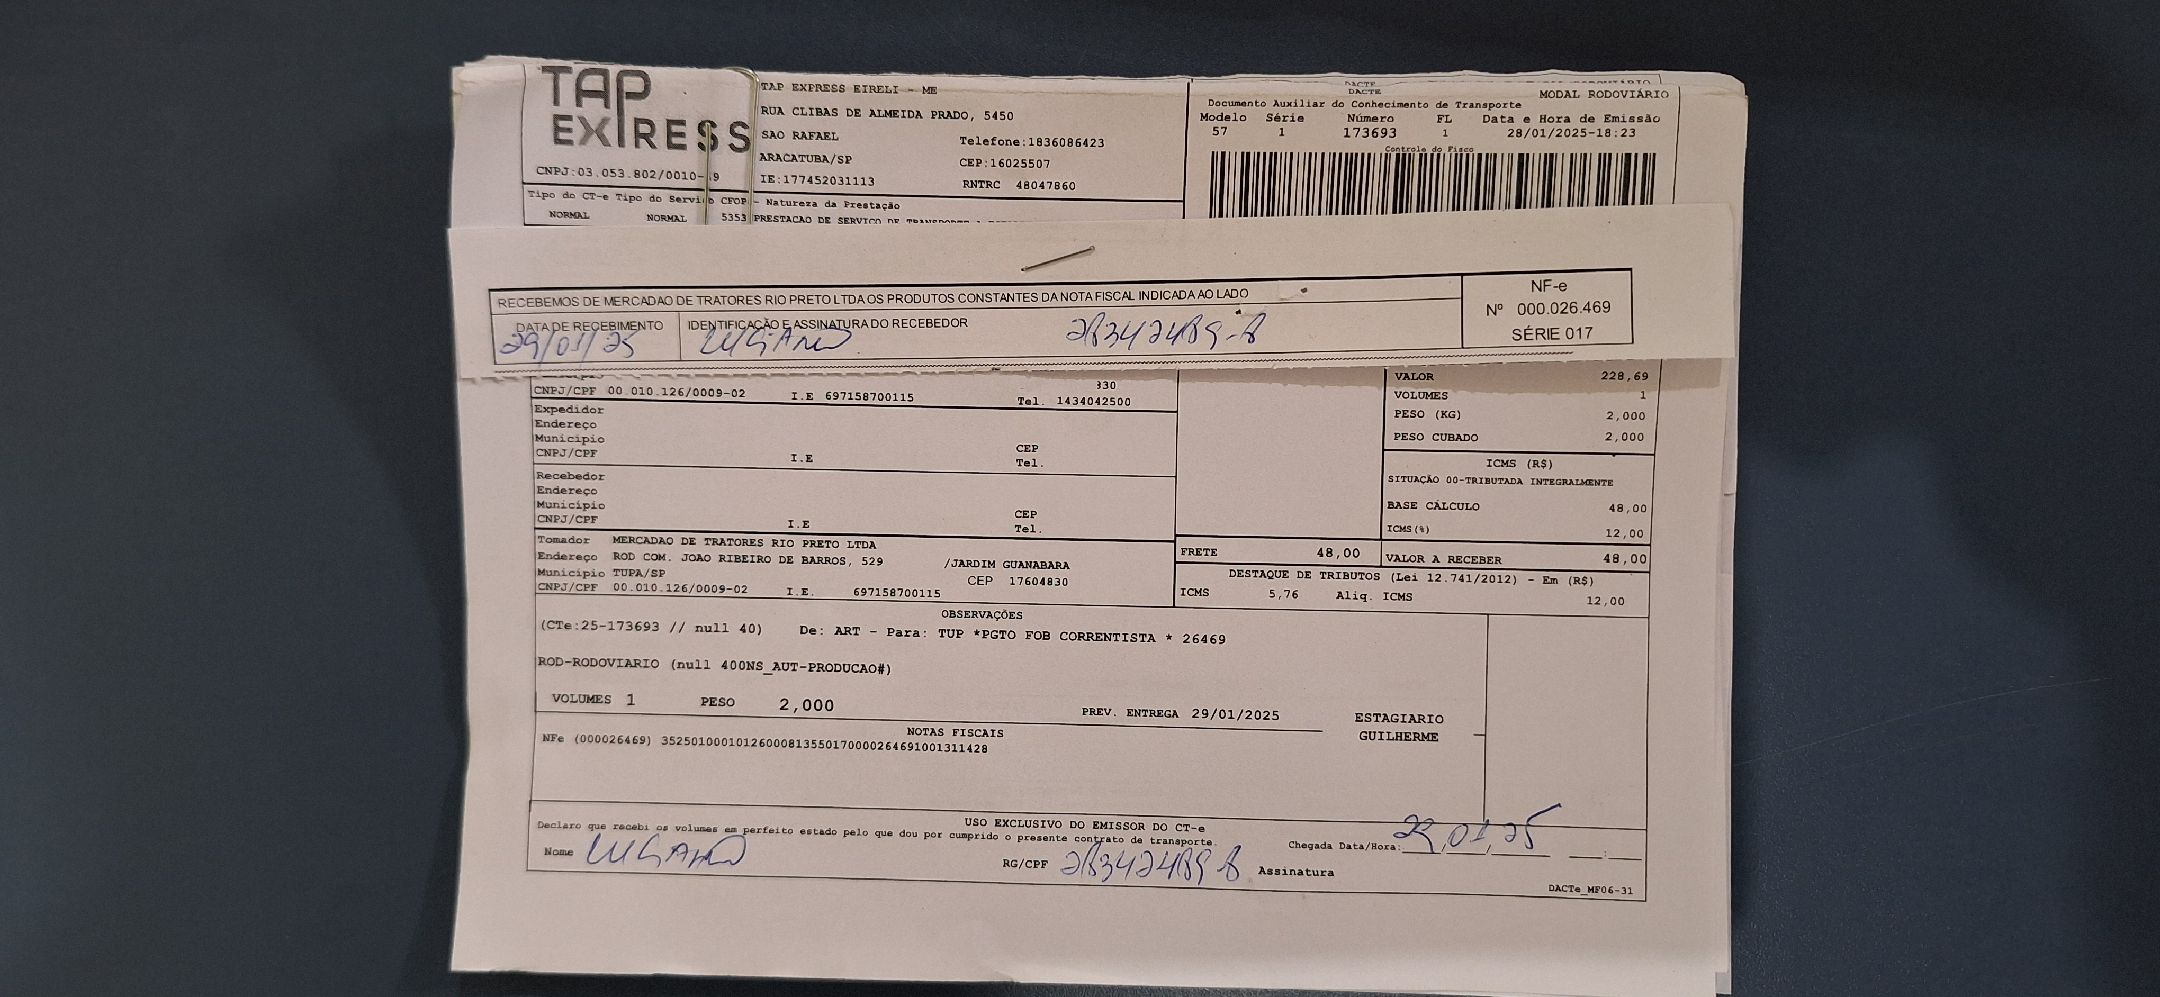 TAP
EXPRESS
CNPJ:03.053.802/0010-9
TAP EXPRESS EIRELI - ME
RUA CLIBAS DE ALMEIDA PRADO, 5450
SAO RAFAEL Telefone:1836086423
ARACATUBA/SP CEP:16025507
IE:177452031113 RNTRC 48047860
DACTE
DACTE
MODAL RODOVIÁRIO
Documento Auxiliar do Conhecimento de Transporte
Modelo Série Número FL Data e Hora de Emissão
57 1 173693 1 28/01/2025-18:23
Controle do Fisco
Tipo do CT-e Tipo do Serviço CFOP - Natureza da Prestação
NORMAL NORMAL 5353 PRESTACAO DE SERVICO DE
RECEBEMOS DE MERCADAO DE TRATORES RIO PRETO LTDA OS PRODUTOS CONSTANTES DA NOTA FISCAL INDICADA AO LADO
DATA DE RECEBIMENTO IDENTIFICAÇÃO E ASSINATURA DO RECEBEDOR
29/01/25 LUCIANO 28342489-8
NF-e
Nº 000.026.469
SÉRIE 017
330
CNPJ/CPF 00.010.126/0009-02 I.E 697158700115 Tel. 1434042500
Expedidor
Endereço
Município CEP
CNPJ/CPF I.E Tel.
Recebedor
Endereço
Município CEP
CNPJ/CPF I.E Tel.
Tomador MERCADAO DE TRATORES RIO PRETO LTDA
Endereço ROD COM. JOAO RIBEIRO DE BARROS, 529 /JARDIM GUANABARA
Município TUPA/SP CEP 17604830
CNPJ/CPF 00.010.126/0009-02 I.E. 697158700115
VALOR 228,69
VOLUMES 1
PESO (KG) 2,000
PESO CUBADO 2,000
ICMS (R$)
SITUAÇÃO 00-TRIBUTADA INTEGRALMENTE
BASE CÁLCULO 48,00
ICMS(%) 12,00
FRETE 48,00 VALOR A RECEBER 48,00
DESTAQUE DE TRIBUTOS (Lei 12.741/2012) - Em (R$)
ICMS 5,76 Aliq. ICMS 12,00
OBSERVAÇÕES
(CTe:25-173693 // null 40) De: ART - Para: TUP *PGTO FOB CORRENTISTA * 26469
ROD-RODOVIARIO (null 400NS_AUT-PRODUCAO#)
VOLUMES 1 PESO 2,000 PREV. ENTREGA 29/01/2025
ESTAGIARIO
GUILHERME
NOTAS FISCAIS
NFe (000026469) 35250100010126000813550170000264691001311428
USO EXCLUSIVO DO EMISSOR DO CT-e
Declaro que recebi os volumes em perfeito estado pelo que dou por cumprido o presente contrato de transporte.
Chegada Data/Hora: 29,01,25
Nome LUCIANO RG/CPF 28342489 8 Assinatura
DACTe_MF06-31